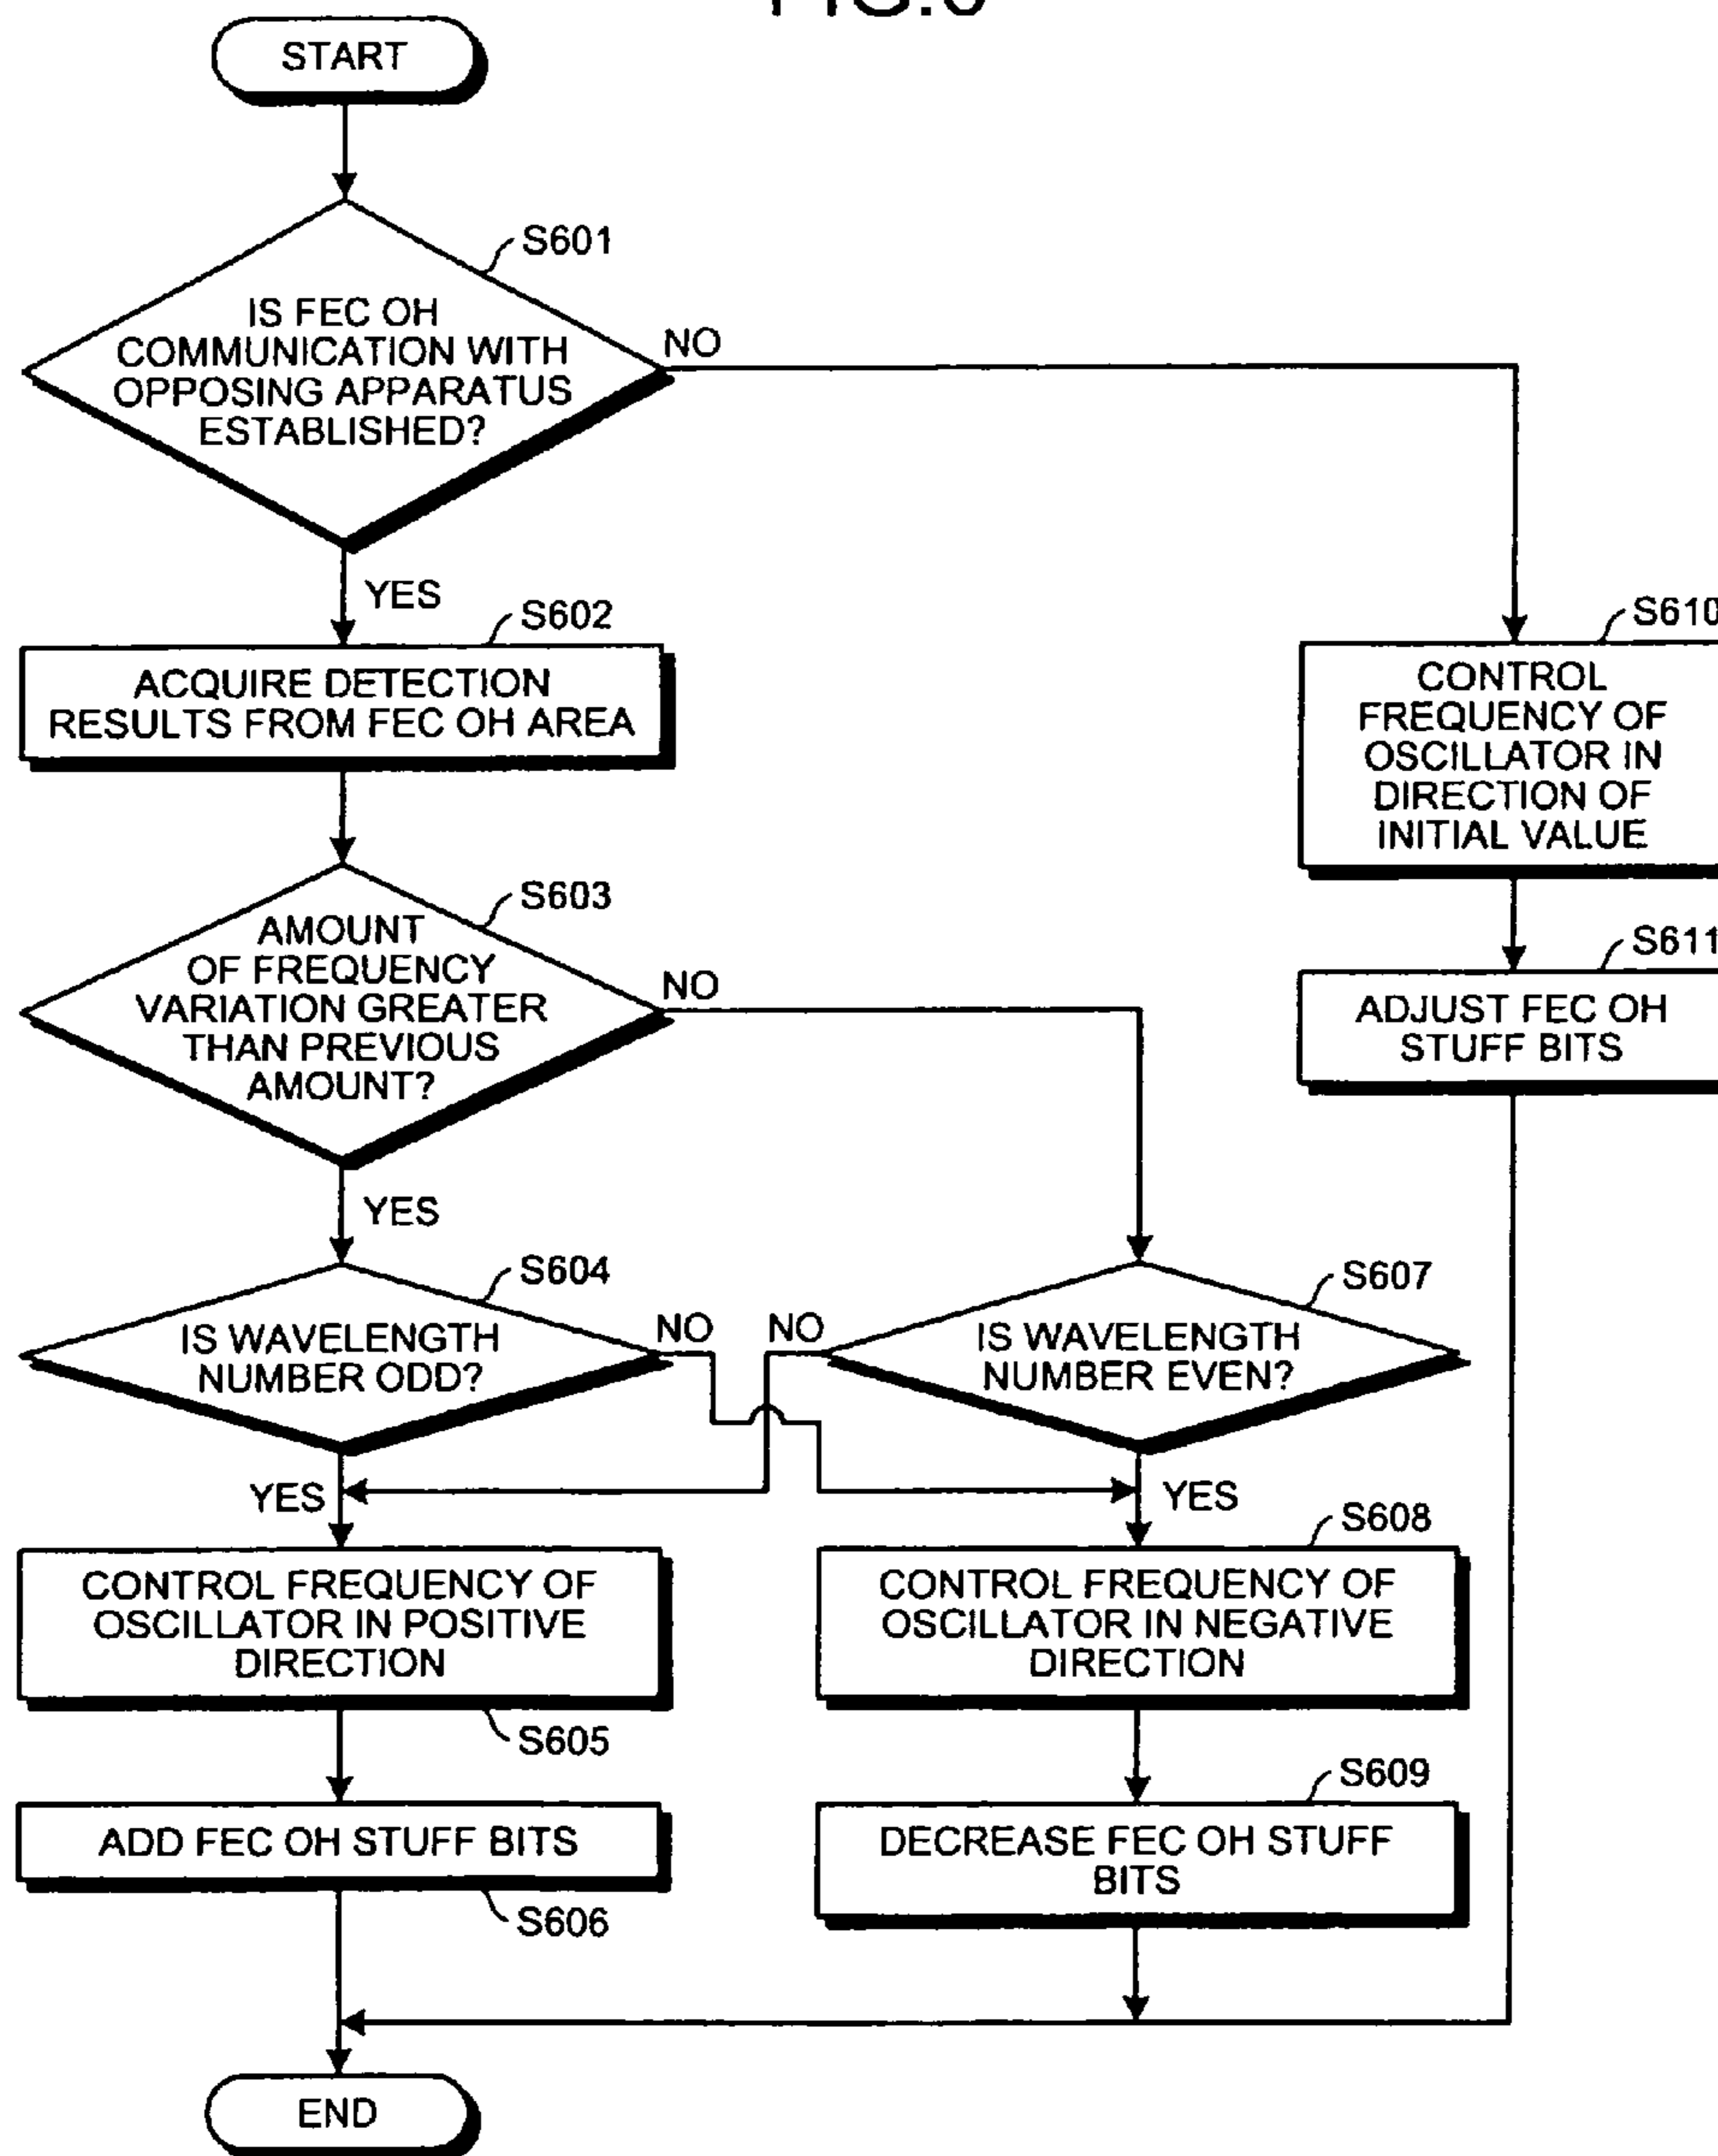 START
S601
IS FEC OH
COMMUNICATION WITH
OPPOSING APPARATUS
ESTABLISHED?
NO
YES
S602
ACQUIRE DETECTION
RESULTS FROM FEC OH AREA
S610
CONTROL
FREQUENCY OF
OSCILLATOR IN
DIRECTION OF
INITIAL VALUE
S603
AMOUNT
OF FREQUENCY
VARIATION GREATER
THAN PREVIOUS
AMOUNT?
NO
S611
ADJUST FEC OH
STUFF BITS
YES
S604
IS WAVELENGTH
NUMBER ODD?
NO
S607
NO
IS WAVELENGTH
NUMBER EVEN?
YES
YES
CONTROL FREQUENCY OF
OSCILLATOR IN POSITIVE
DIRECTION
S605
S608
CONTROL FREQUENCY OF
OSCILLATOR IN NEGATIVE
DIRECTION
ADD FEC OH STUFF BITS
S606
S609
DECREASE FEC OH STUFF
BITS
END